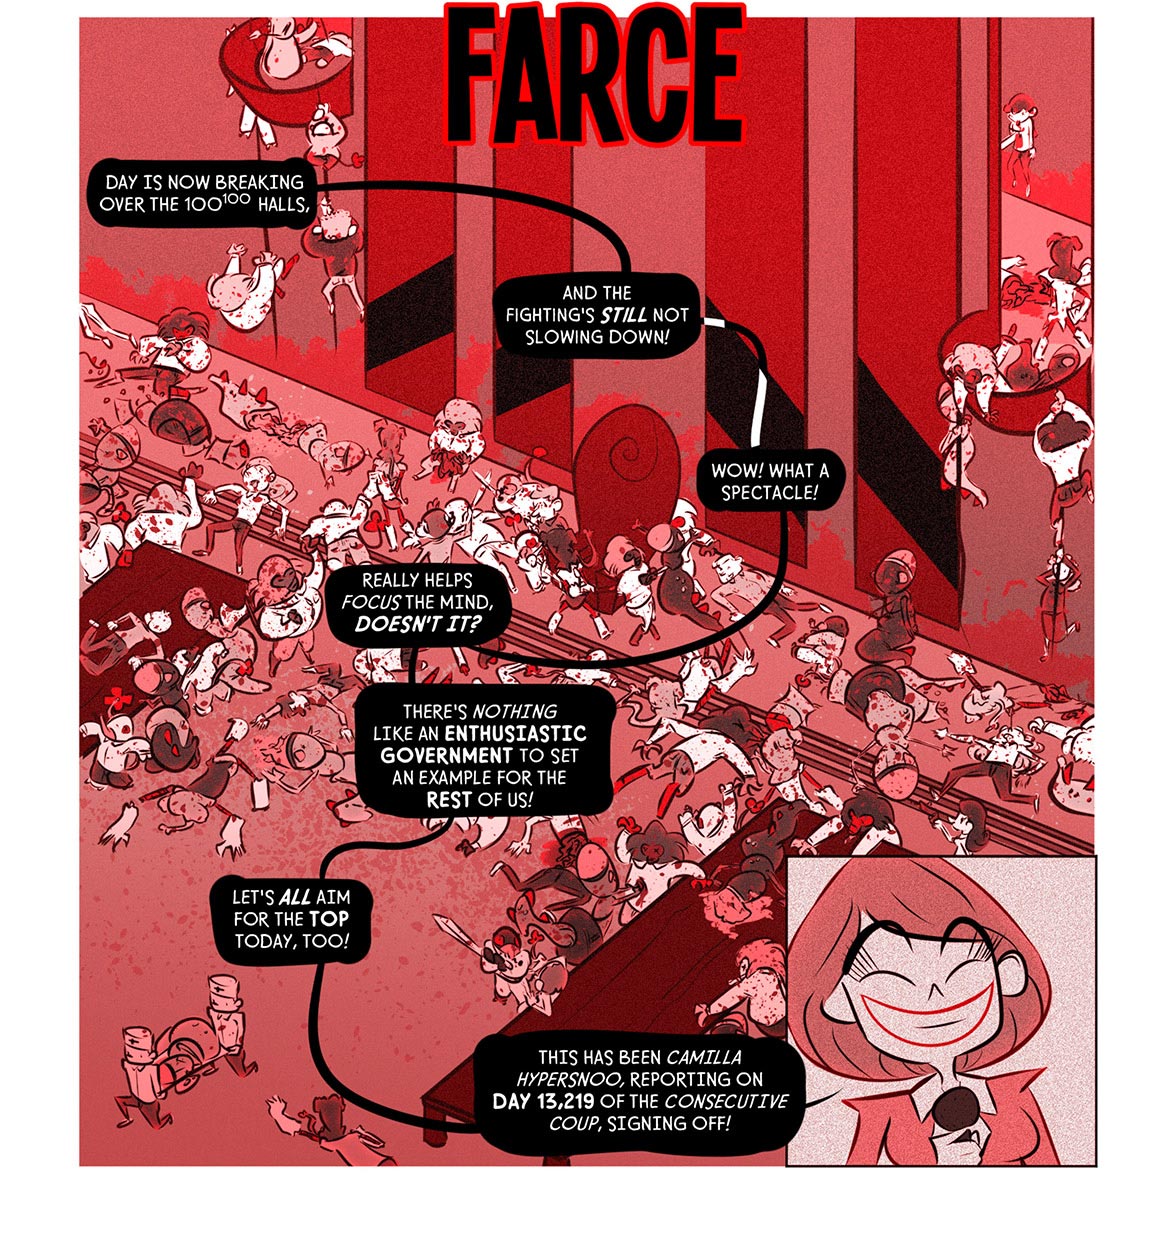 FARCE
DAY IS NOW BREAKING
OVER THE 100¹⁰⁰ HALLS,
AND THE
FIGHTING'S STILL NOT
SLOWING DOWN!
WOW! WHAT A
SPECTACLE!
REALLY HELPS
FOCUS THE MIND,
DOESN'T IT?
THERE'S NOTHING
LIKE AN ENTHUSIASTIC
GOVERNMENT TO SET
AN EXAMPLE FOR THE
REST OF US!
LET'S ALL AIM
FOR THE TOP
TODAY, TOO!
THIS HAS BEEN CAMILLA
HYPERSNOO, REPORTING ON
DAY 13,219 OF THE CONSECUTIVE
COUP, SIGNING OFF!